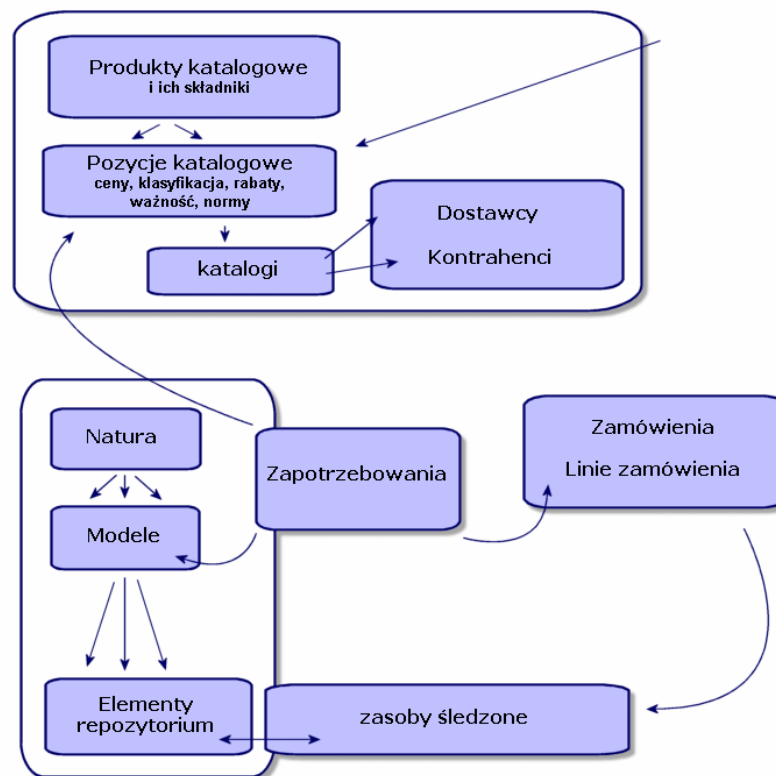 Produkty katalogowe
i ich składniki
Pozycje katalogowe
ceny, klasyfikacja, rabaty,
ważność, normy
katalogi
Dostawcy
Kontrahenci
Natura
Modele
Elementy
repozytorium
Zapotrzebowania
Zamówienia
Linie zamówienia
zasoby śledzone